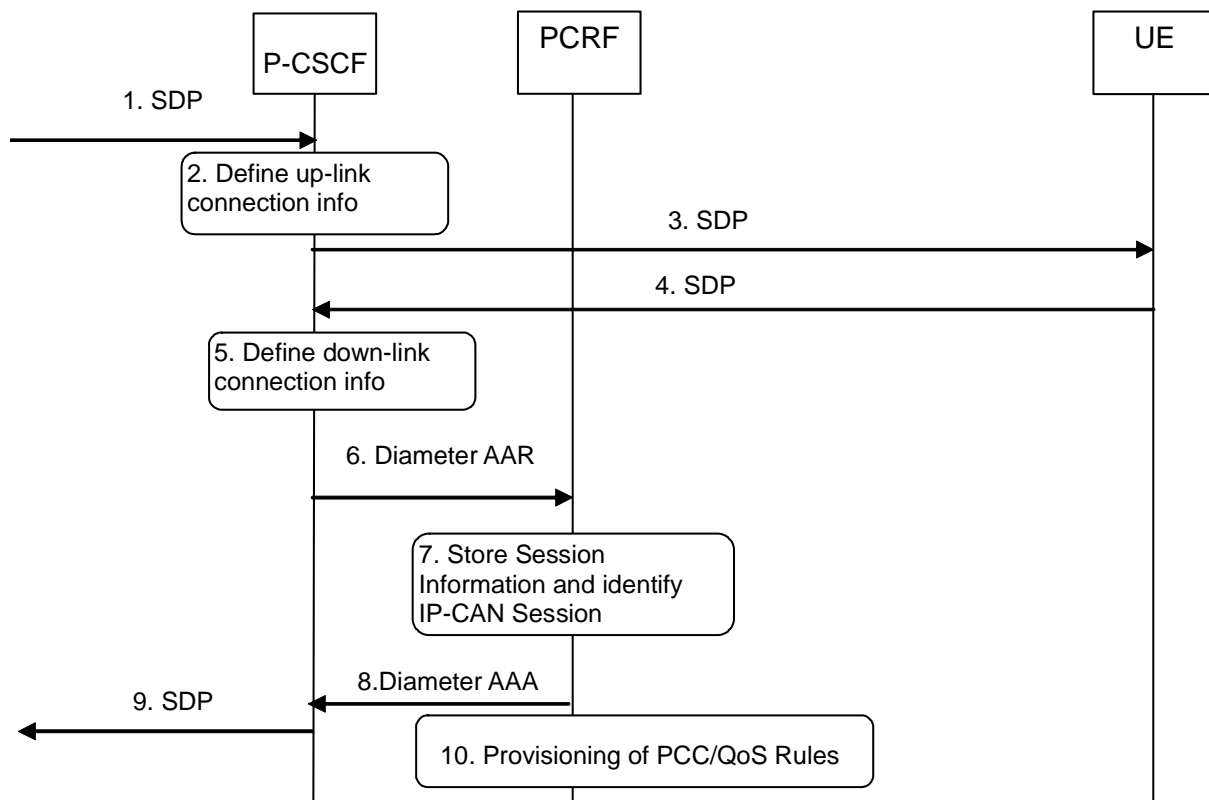 P-CSCF
PCRF
UE
1. SDP
2. Define up-link
connection info
3. SDP
4. SDP
5. Define down-link
connection info
6. Diameter AAR
7. Store Session
Information and identify
IP-CAN Session
8.Diameter AAA
9. SDP
10. Provisioning of PCC/QoS Rules